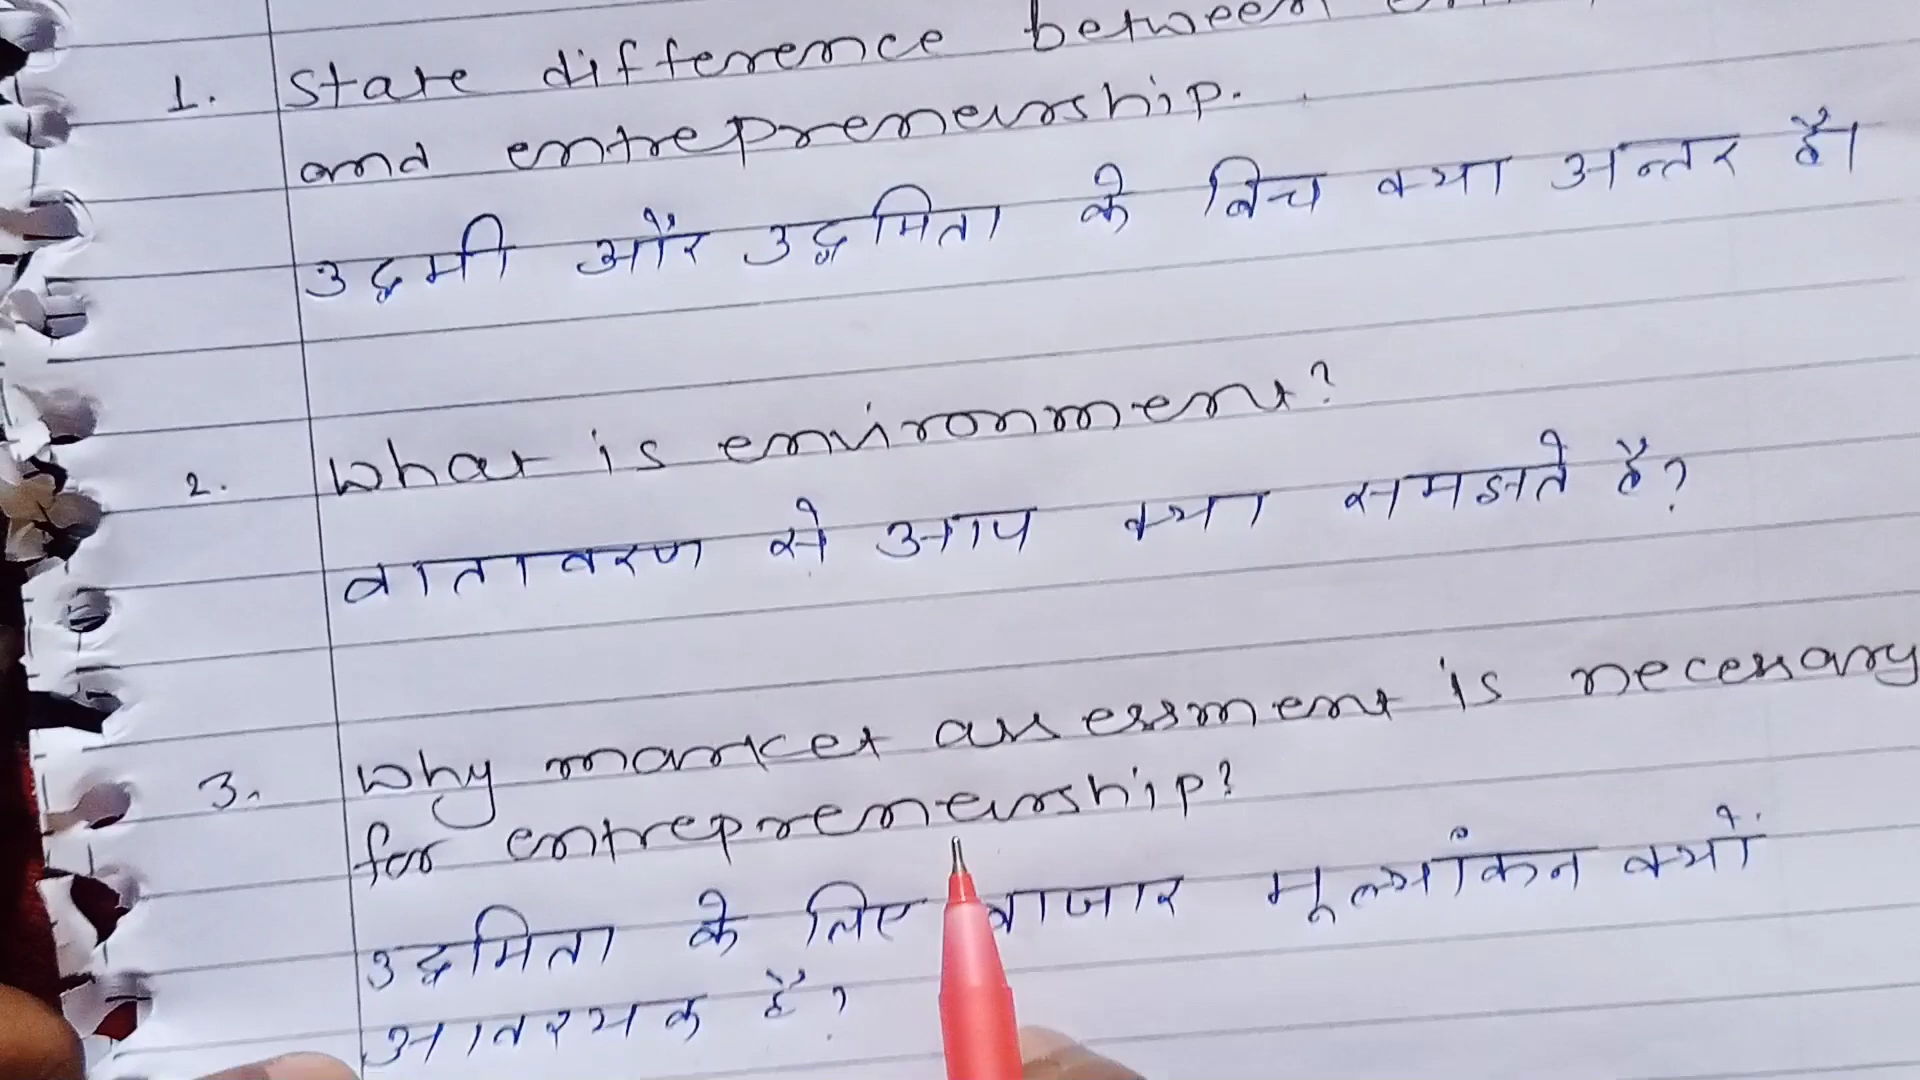 1. State difference between
and entrepreneurship.
उद्यमी और उद्यमिता के बिच क्या अन्तर है।
2. What is environment?
वातावरण से आप क्या समझते है?
3. Why market assessment is necessary
for entrepreneurship?
उद्यमिता के लिए बाजार मूल्यांकन क्यों
आवश्यक है?